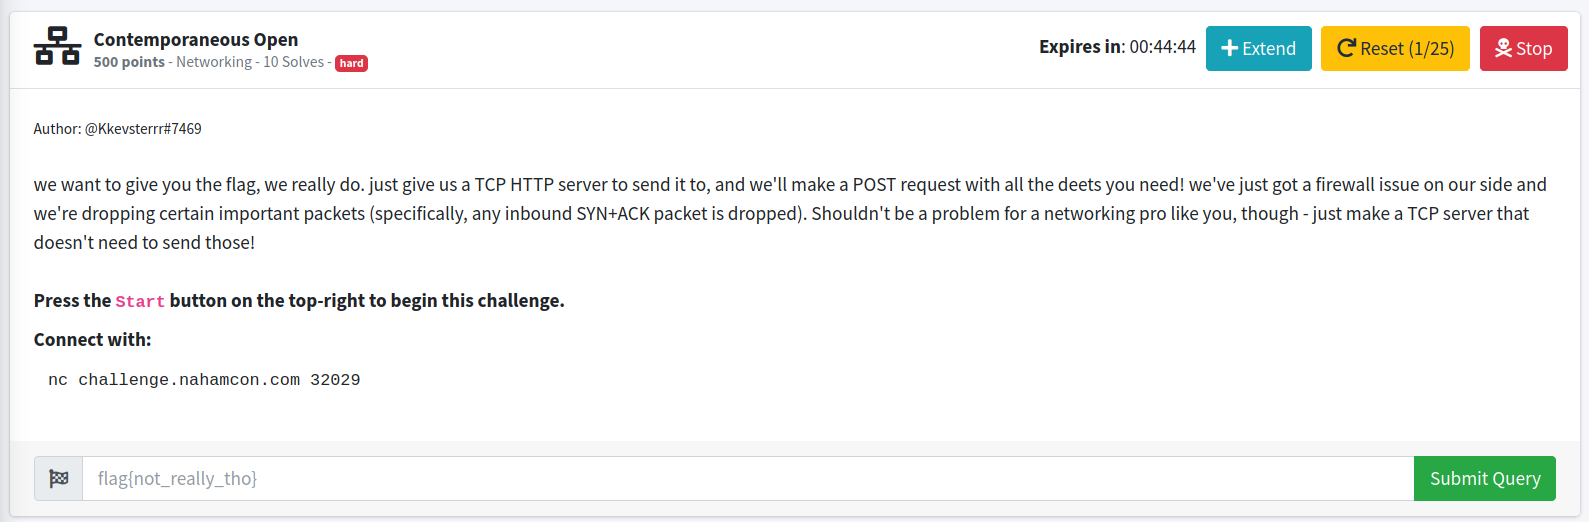 Contemporaneous Open
500 points - Networking - 10 Solves - hard
Expires in: 00:44:44
Extend
Reset (1/25)
Stop
Author: @Kkevsterrr#7469
we want to give you the flag, we really do. just give us a TCP HTTP server to send it to, and we'll make a POST request with all the deets you need! we've just got a firewall issue on our side and
we're dropping certain important packets (specifically, any inbound SYN+ACK packet is dropped). Shouldn't be a problem for a networking pro like you, though - just make a TCP server that
doesn't need to send those!
Press the Start button on the top-right to begin this challenge.
Connect with:
nc challenge.nahamcon.com 32029
flag{not_really_tho}
Submit Query